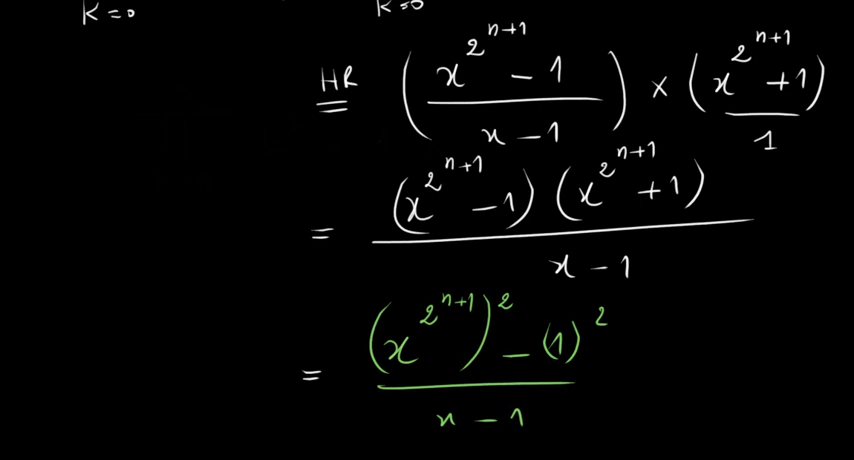 K=0 K=0
HR = (x^{2^{n+1}} - 1 / x - 1) × (x^{2^{n+1}} + 1 / 1)
= (x^{2^{n+1}} - 1) (x^{2^{n+1}} + 1) / x - 1
= (x^{2^{n+1}})^2 - (1)^2 / x - 1